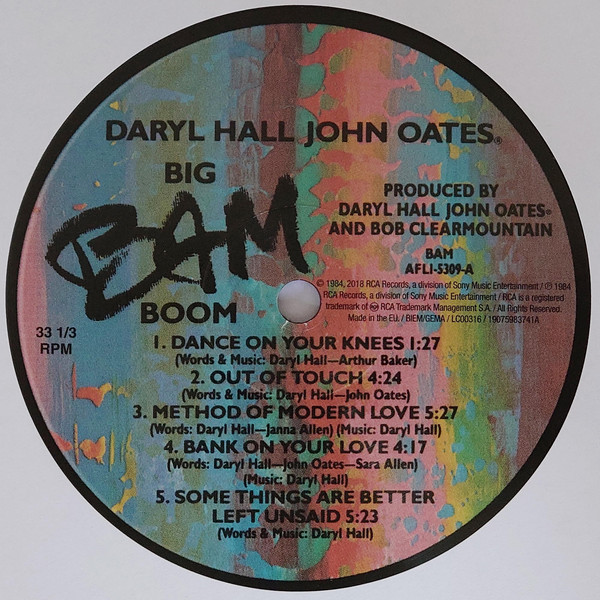 DARYL HALL JOHN OATES®
BIG
BAM
BOOM
PRODUCED BY
DARYL HALL JOHN OATES®
AND BOB CLEARMOUNTAIN
BAM
AFL1-5309-A
© 1984, 2018 RCA Records, a division of Sony Music Entertainment / ℗ 1984
RCA Records, a division of Sony Music Entertainment / RCA is a registered
trademark of RCA Trademark Management S.A. / All Rights Reserved.
Made in the EU. / BIEM/GEMA / LC00316 / 19075983741A
33 1/3
RPM
1. DANCE ON YOUR KNEES 1:27
(Words & Music: Daryl Hall—Arthur Baker)
2. OUT OF TOUCH 4:24
(Words & Music: Daryl Hall—John Oates)
3. METHOD OF MODERN LOVE 5:27
(Words: Daryl Hall—Janna Allen) (Music: Daryl Hall)
4. BANK ON YOUR LOVE 4:17
(Words: Daryl Hall—John Oates—Sara Allen)
(Music: Daryl Hall)
5. SOME THINGS ARE BETTER
LEFT UNSAID 5:23
(Words & Music: Daryl Hall)